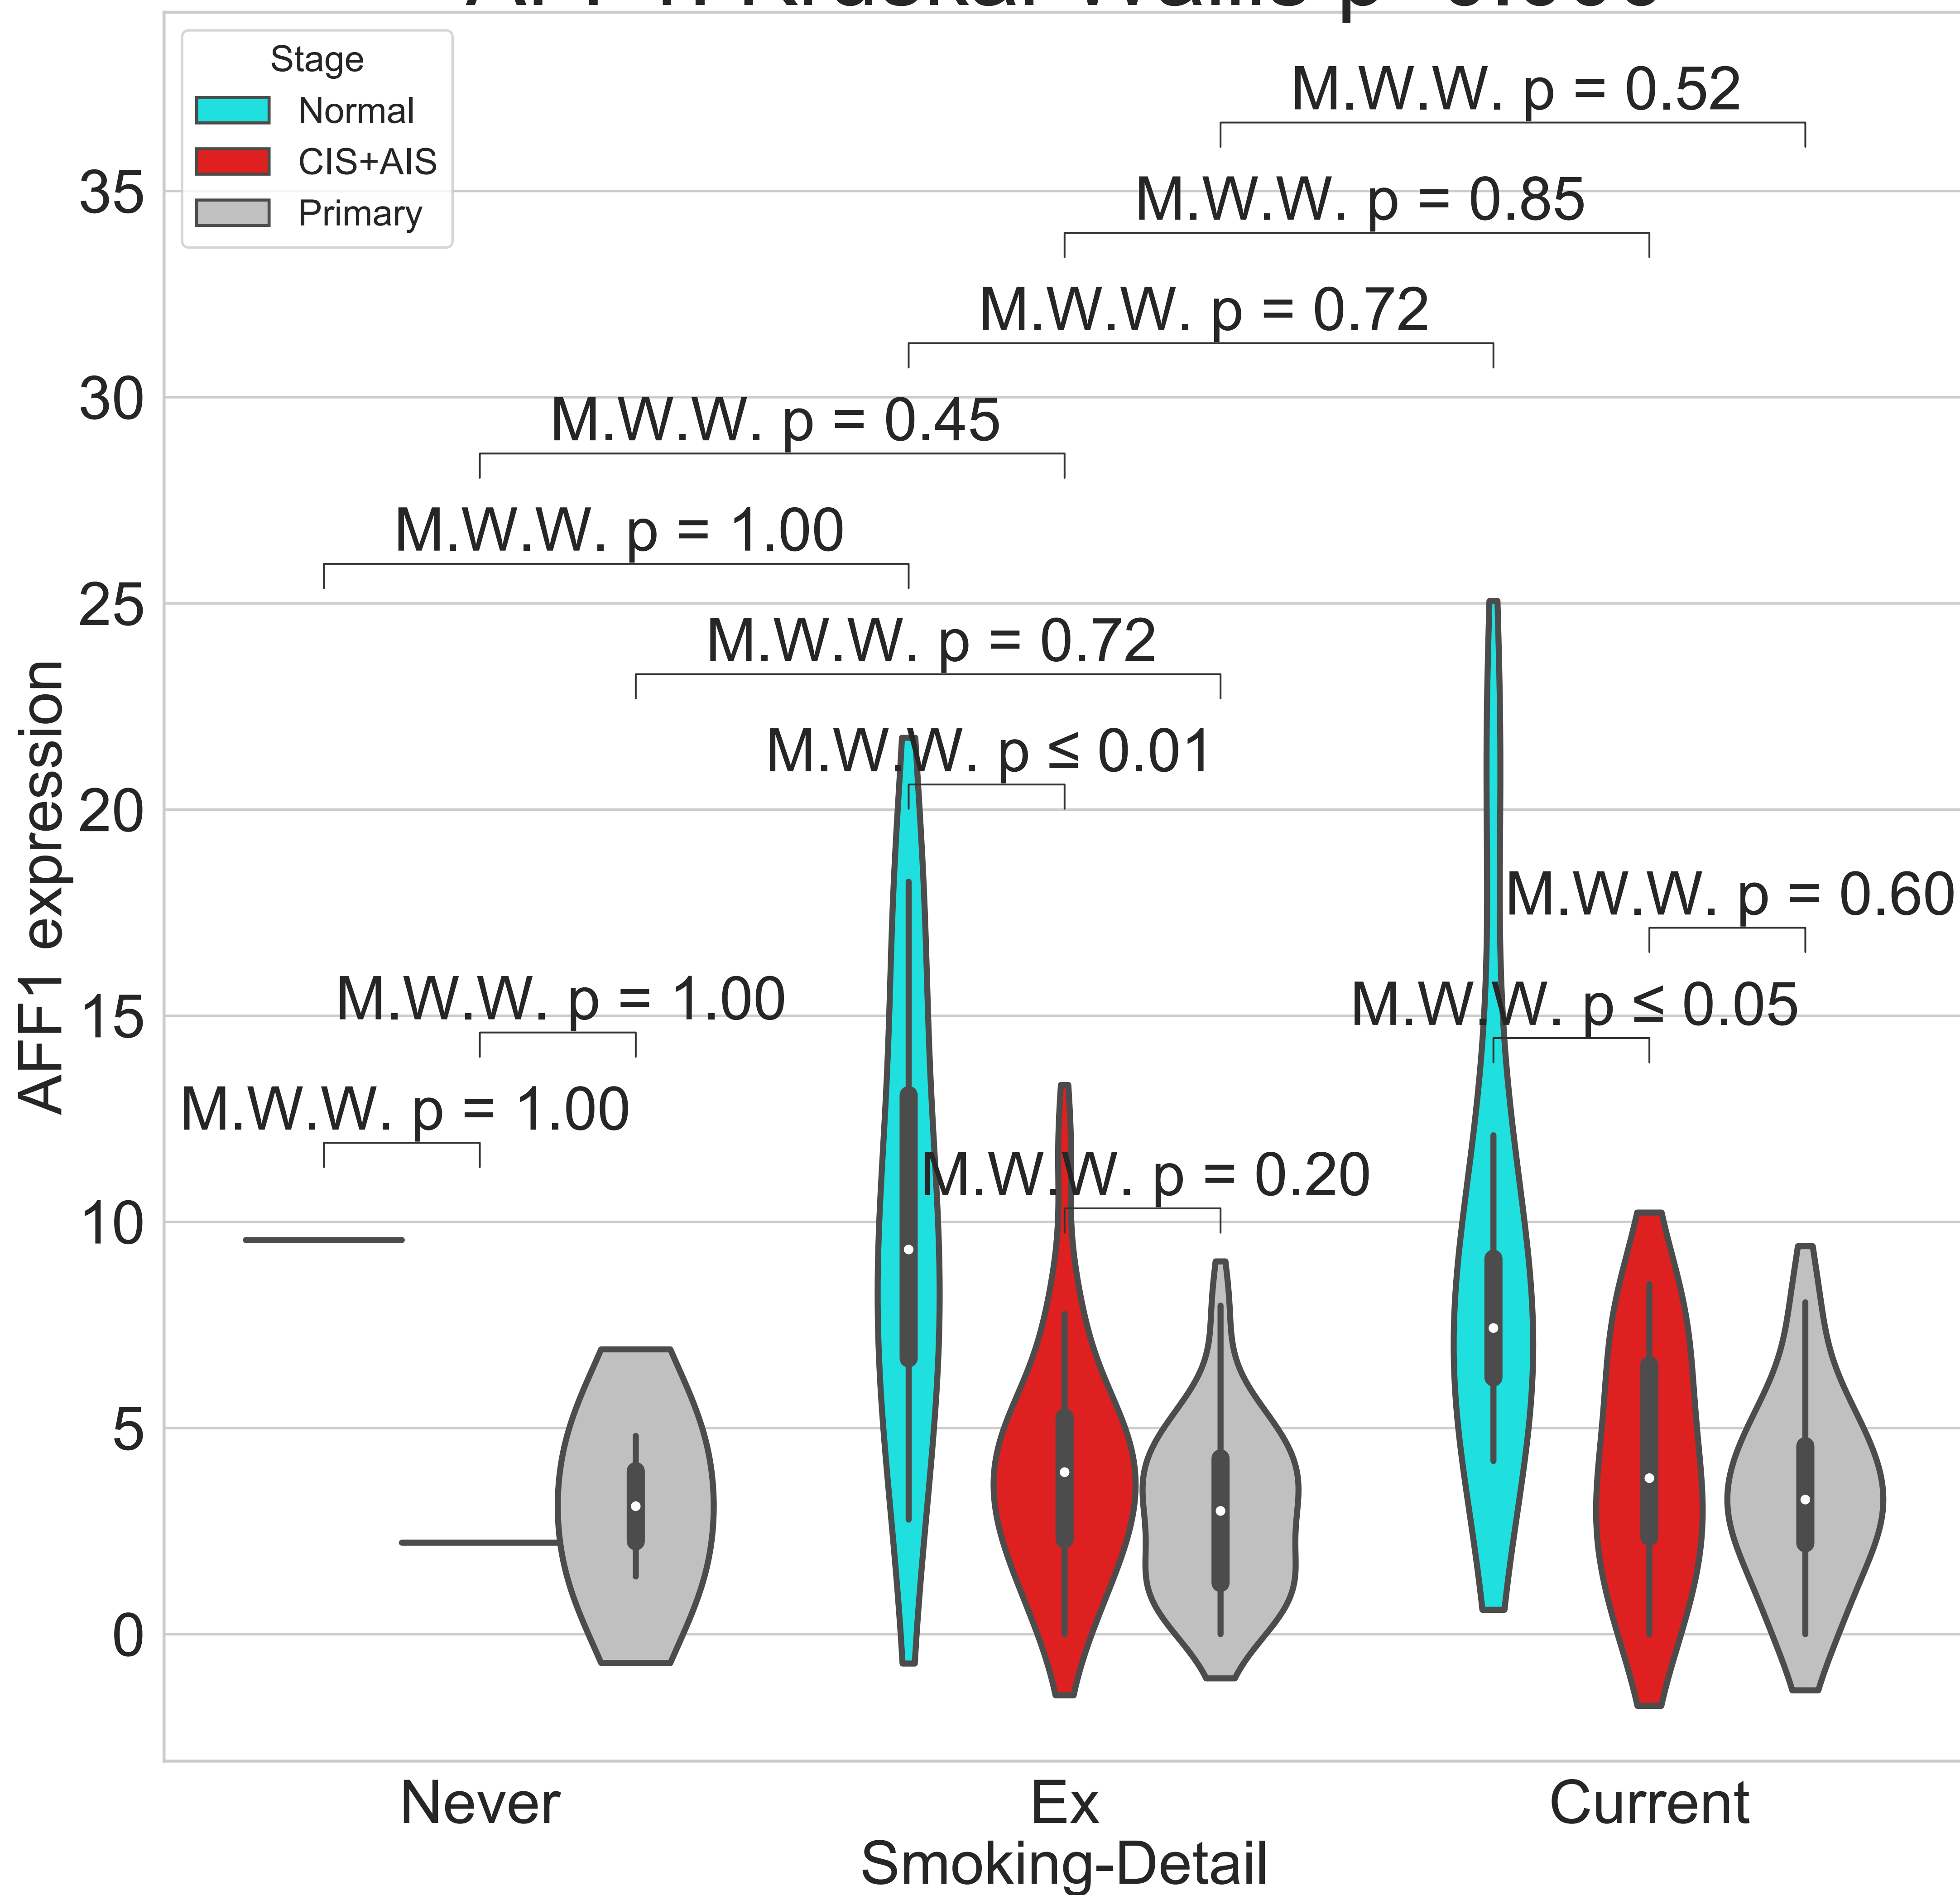 Stage
Normal
CIS+AIS
Primary
M.W.W. p = 0.52
M.W.W. p = 0.85
M.W.W. p = 0.72
M.W.W. p = 0.45
M.W.W. p = 1.00
M.W.W. p = 0.72
M.W.W. p ≤ 0.01
M.W.W. p = 0.60
M.W.W. p ≤ 0.05
M.W.W. p = 1.00
M.W.W. p = 1.00
M.W.W. p = 0.20
35
30
25
20
15
10
5
0
AFF1 expression
Never
Ex
Current
Smoking-Detail